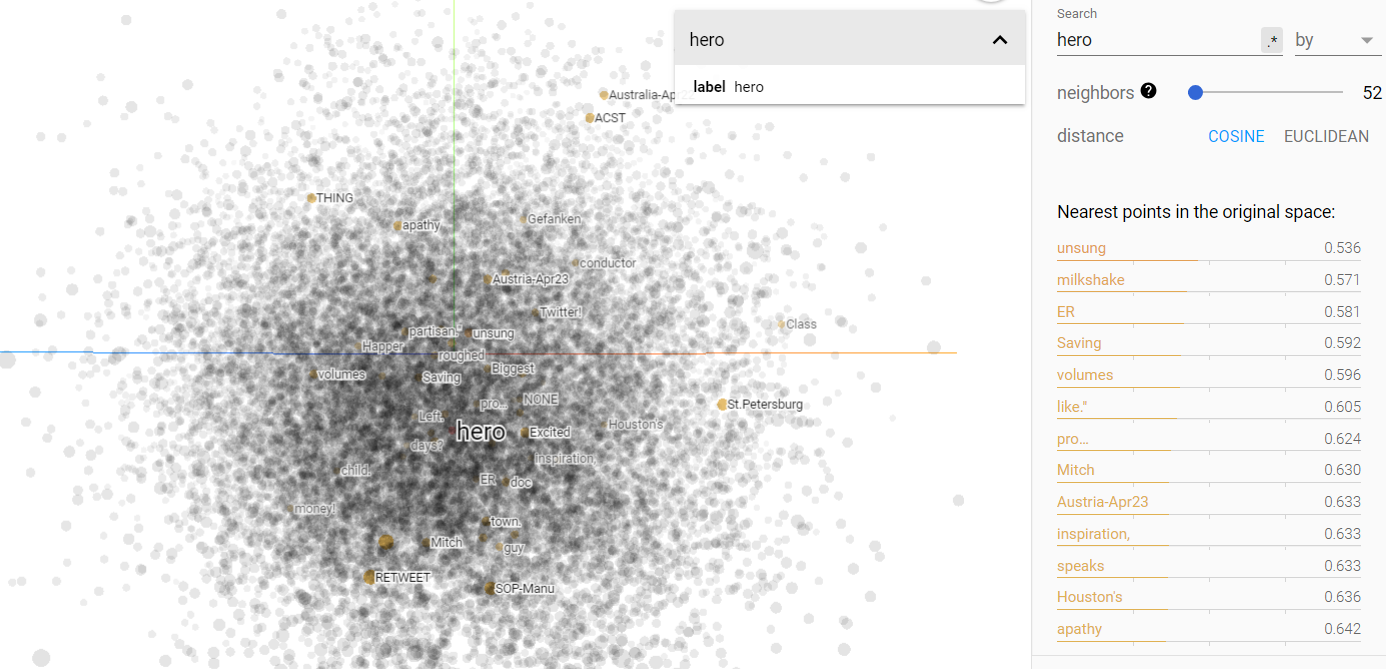 hero
label hero
Australia-Ap
ACST
THING
apathy
Gefanken,
conductor
Austria-Apr23
Twitter!
Class
partisan."
unsung
Happer
roughed
volumes
Saving
Biggest
pro…
NONE
St.Petersburg
Left.
hero
Excited
Houston's
days?
inspiration,
child.
ER
doc
money!
town.
Mitch
guy
RETWEET
SOP-Manu
Search
hero
.*
by
neighbors ?
52
distance
COSINE
EUCLIDEAN
Nearest points in the original space:
unsung 0.536
milkshake 0.571
ER 0.581
Saving 0.592
volumes 0.596
like." 0.605
pro… 0.624
Mitch 0.630
Austria-Apr23 0.633
inspiration, 0.633
speaks 0.633
Houston's 0.636
apathy 0.642